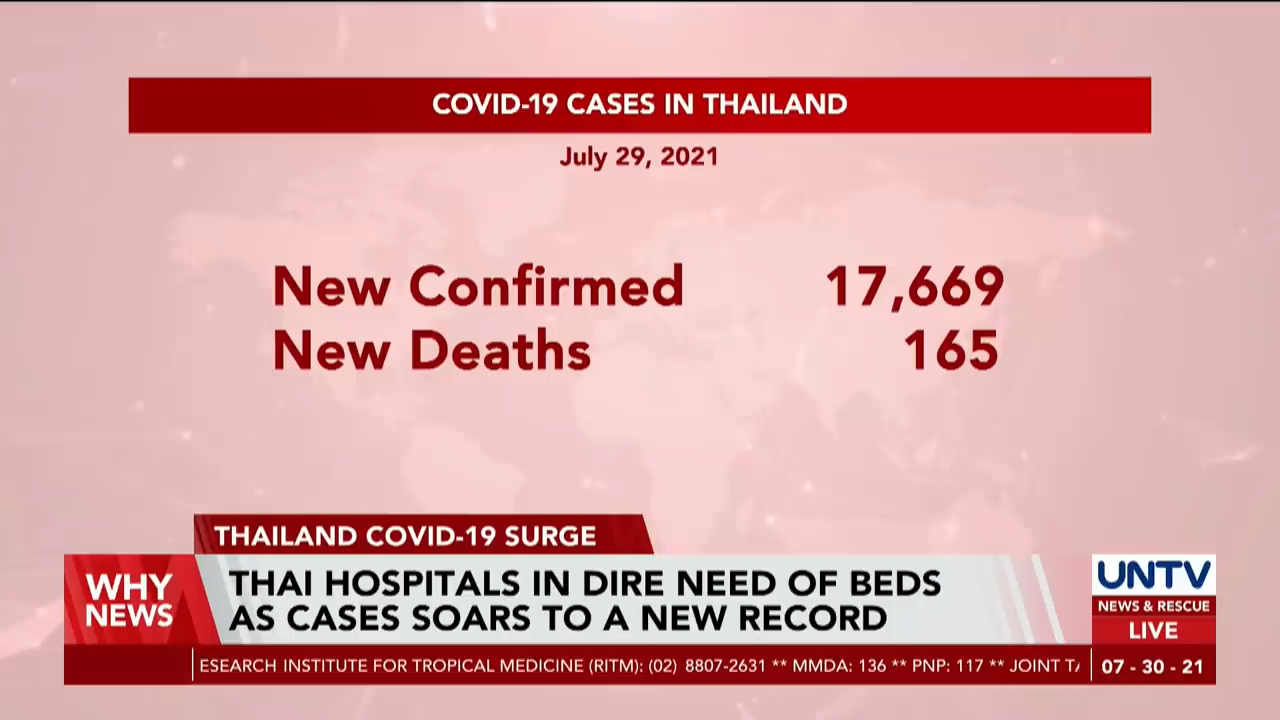 COVID-19 CASES IN THAILAND
July 29, 2021
New Confirmed 17,669
New Deaths 165
THAILAND COVID-19 SURGE
WHY NEWS
THAI HOSPITALS IN DIRE NEED OF BEDS
AS CASES SOARS TO A NEW RECORD
UNTV
NEWS & RESCUE
LIVE
ESEARCH INSTITUTE FOR TROPICAL MEDICINE (RITM): (02) 8807-2631 ** MMDA: 136 ** PNP: 117 ** JOINT
07 - 30 - 21